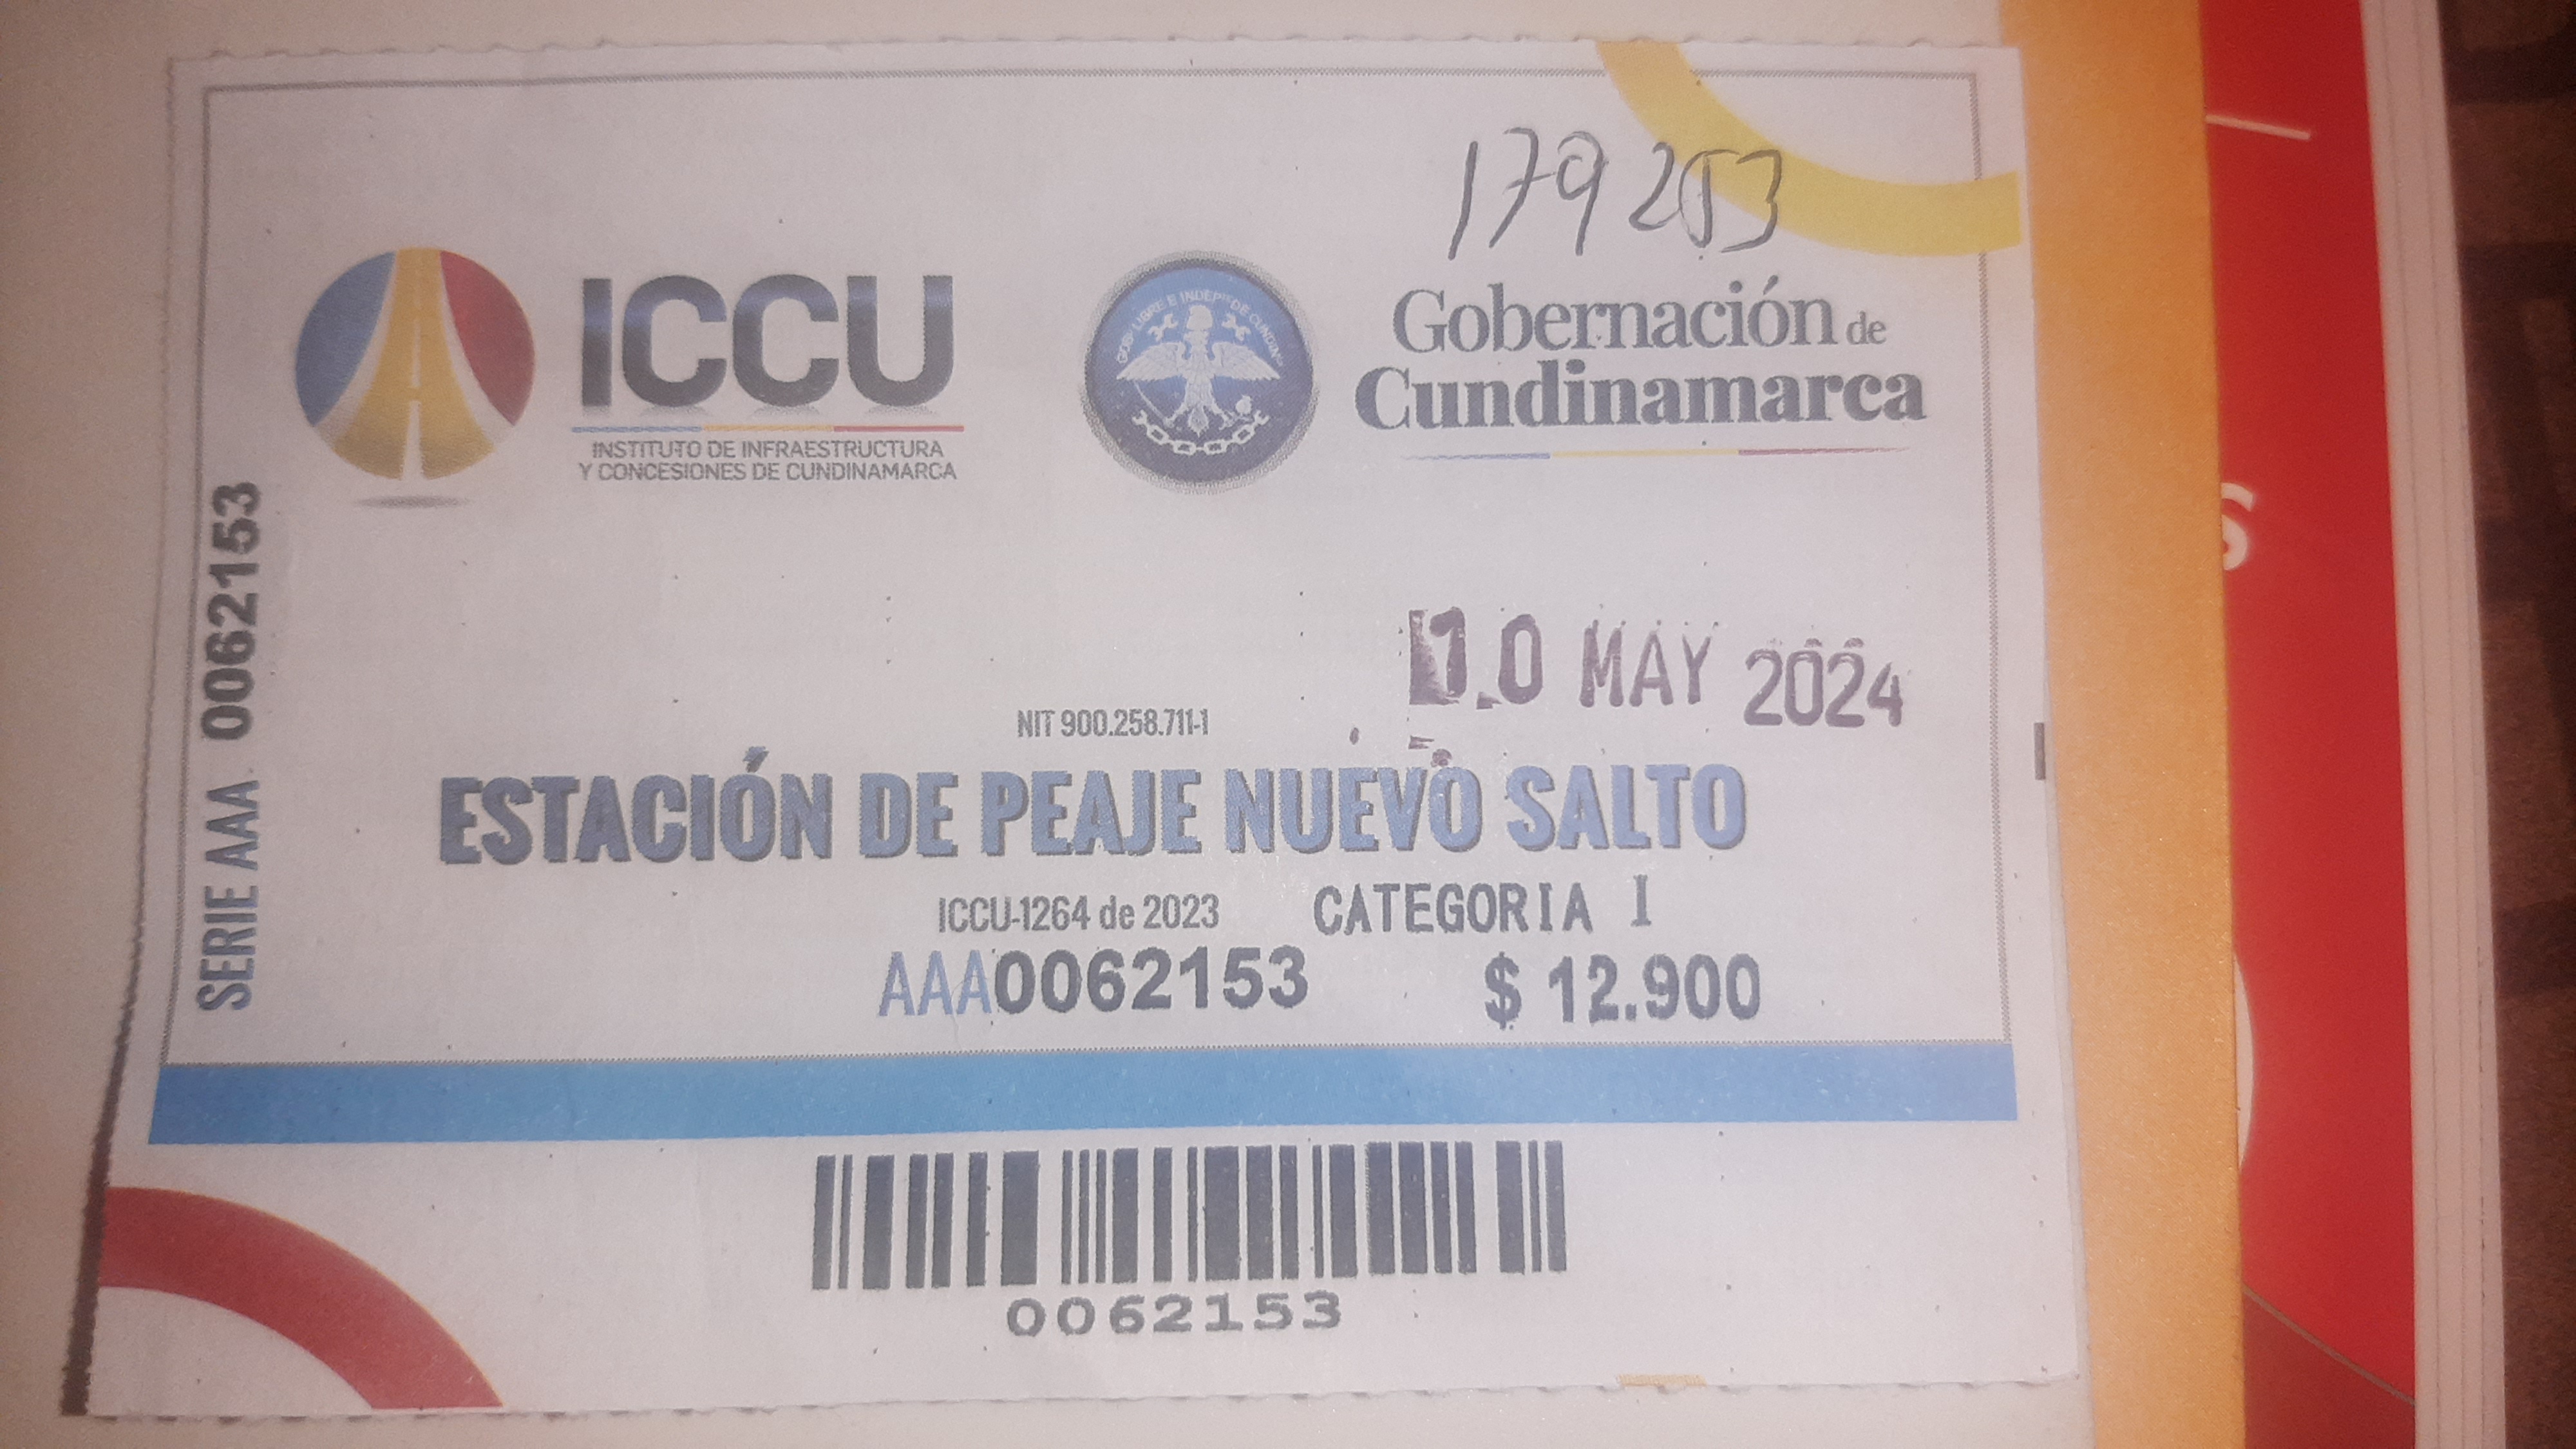 179253
ICCU
INSTITUTO DE INFRAESTRUCTURA
Y CONCESIONES DE CUNDINAMARCA
Gobernación de
Cundinamarca
SERIE AAA 0062153
10 MAY 2024
NIT 900.258.711-1
ESTACIÓN DE PEAJE NUEVO SALTO
ICCU-1264 de 2023 CATEGORIA I
AAA0062153 $ 12.900
0062153
S